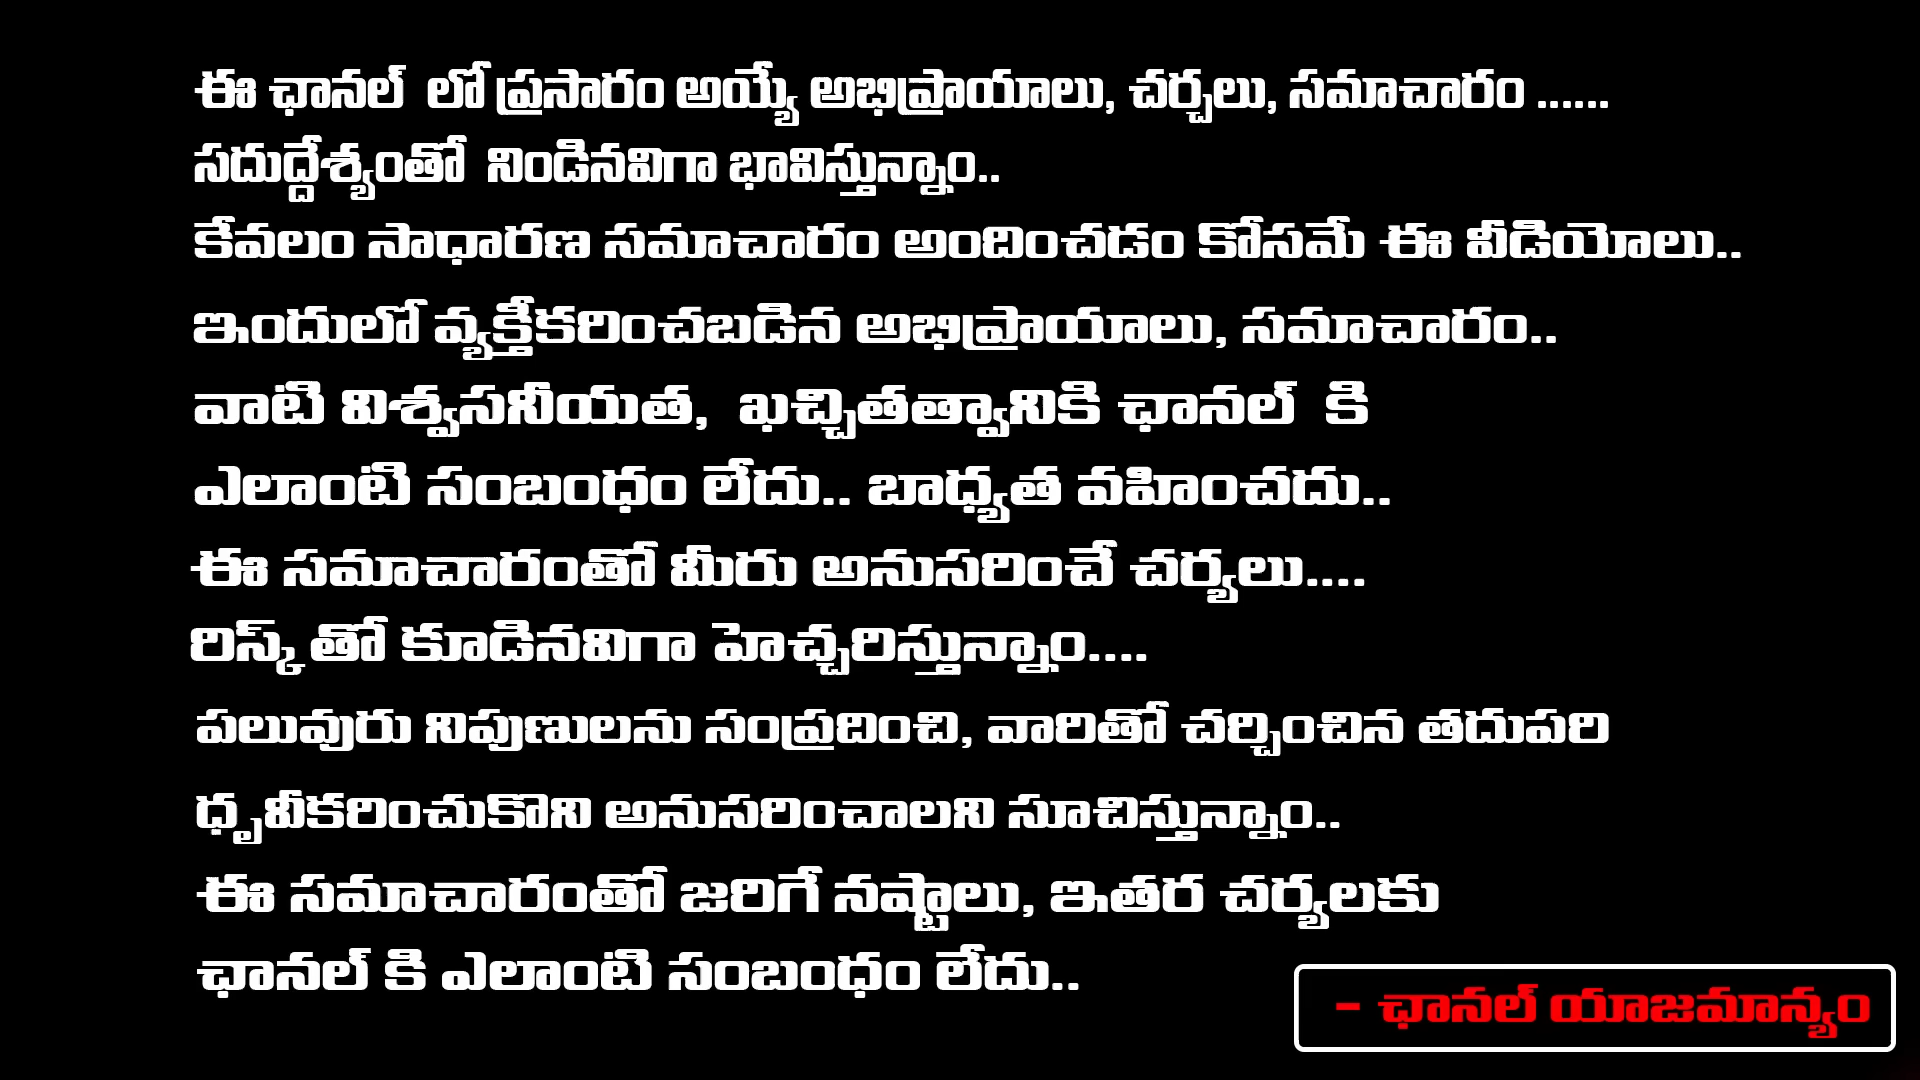 ఈ ఛానల్ లో ప్రసారం అయ్యే అభిప్రాయాలు, చర్చలు, సమాచారం ......
సదుద్దేశ్యంతో నిండినవిగా భావిస్తున్నాం..
కేవలం సాధారణ సమాచారం అందించడం కోసమే ఈ వీడియోలు..
ఇందులో వ్యక్తీకరించబడిన అభిప్రాయాలు, సమాచారం..
వాటి విశ్వసనీయత, ఖచ్చితత్వానికి ఛానల్ కి
ఎలాంటి సంబంధం లేదు.. బాధ్యత వహించదు..
ఈ సమాచారంతో మీరు అనుసరించే చర్యలు....
రిస్క్ తో కూడినవిగా హెచ్చరిస్తున్నాం....
పలువురు నిపుణులను సంప్రదించి, వారితో చర్చించిన తదుపరి
ధృవీకరించుకొని అనుసరించాలని సూచిస్తున్నాం..
ఈ సమాచారంతో జరిగే నష్టాలు, ఇతర చర్యలకు
ఛానల్ కి ఎలాంటి సంబంధం లేదు..
- ఛానల్ యాజమాన్యం